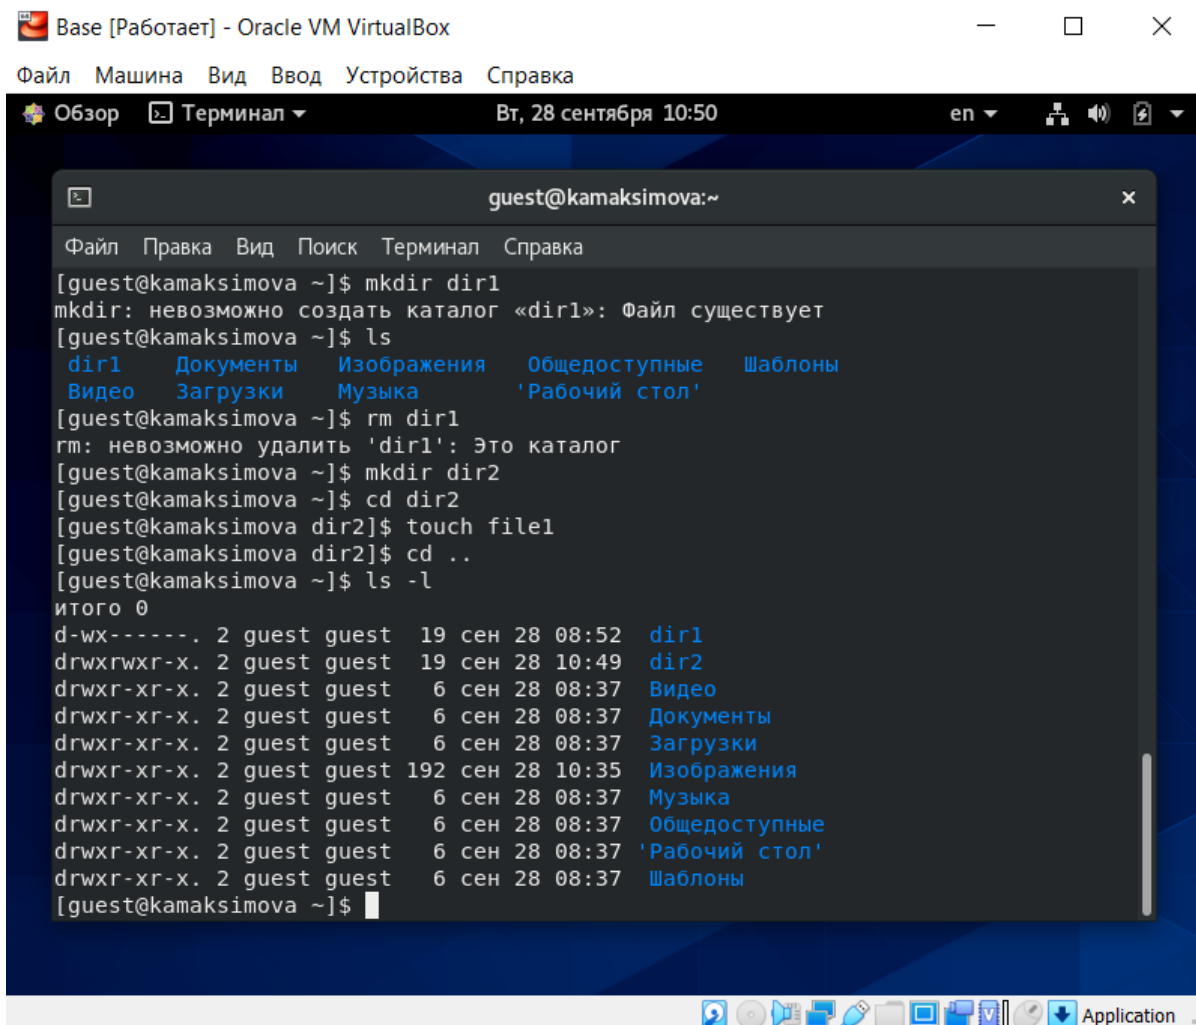 Base [Работает] - Oracle VM VirtualBox
Файл Машина Вид Ввод Устройства Справка
Обзор Терминал Вт, 28 сентября 10:50 en
guest@kamaksimova:~
Файл Правка Вид Поиск Терминал Справка
[guest@kamaksimova ~]$ mkdir dir1
mkdir: невозможно создать каталог «dir1»: Файл существует
[guest@kamaksimova ~]$ ls
dir1 Документы Изображения Общедоступные Шаблоны
Видео Загрузки Музыка 'Рабочий стол'
[guest@kamaksimova ~]$ rm dir1
rm: невозможно удалить 'dir1': Это каталог
[guest@kamaksimova ~]$ mkdir dir2
[guest@kamaksimova ~]$ cd dir2
[guest@kamaksimova dir2]$ touch file1
[guest@kamaksimova dir2]$ cd ..
[guest@kamaksimova ~]$ ls -l
итого 0
d-wx------. 2 guest guest 19 сен 28 08:52 dir1
drwxrwxr-x. 2 guest guest 19 сен 28 10:49 dir2
drwxr-xr-x. 2 guest guest 6 сен 28 08:37 Видео
drwxr-xr-x. 2 guest guest 6 сен 28 08:37 Документы
drwxr-xr-x. 2 guest guest 6 сен 28 08:37 Загрузки
drwxr-xr-x. 2 guest guest 192 сен 28 10:35 Изображения
drwxr-xr-x. 2 guest guest 6 сен 28 08:37 Музыка
drwxr-xr-x. 2 guest guest 6 сен 28 08:37 Общедоступные
drwxr-xr-x. 2 guest guest 6 сен 28 08:37 'Рабочий стол'
drwxr-xr-x. 2 guest guest 6 сен 28 08:37 Шаблоны
[guest@kamaksimova ~]$
Application